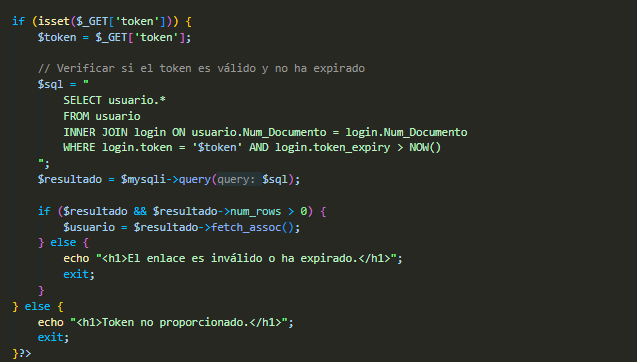 if (isset($_GET['token'])) {
    $token = $_GET['token'];

    // Verificar si el token es válido y no ha expirado
    $sql = "
        SELECT usuario.*
        FROM usuario
        INNER JOIN login ON usuario.Num_Documento = login.Num_Documento
        WHERE login.token = '$token' AND login.token_expiry > NOW()
    ";
    $resultado = $mysqli->query(query: $sql);

    if ($resultado && $resultado->num_rows > 0) {
        $usuario = $resultado->fetch_assoc();
    } else {
        echo "<h1>El enlace es inválido o ha expirado.</h1>";
        exit;
    }
} else {
    echo "<h1>Token no proporcionado.</h1>";
    exit;
}?>